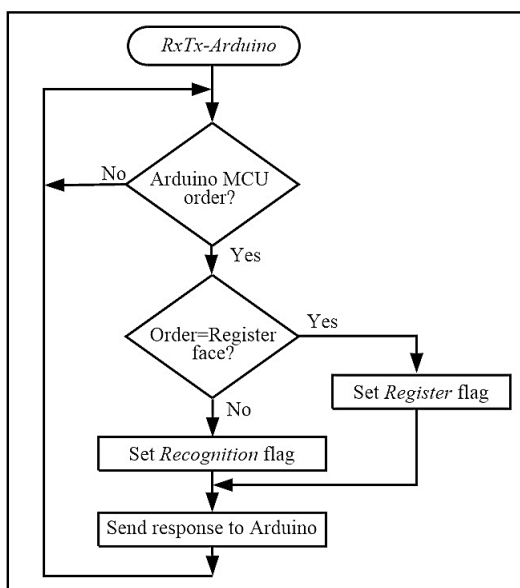 RxTx-Arduino
Arduino MCU
order?
No
Yes
Order=Register
face?
Yes
Set Register flag
No
Set Recognition flag
Send response to Arduino